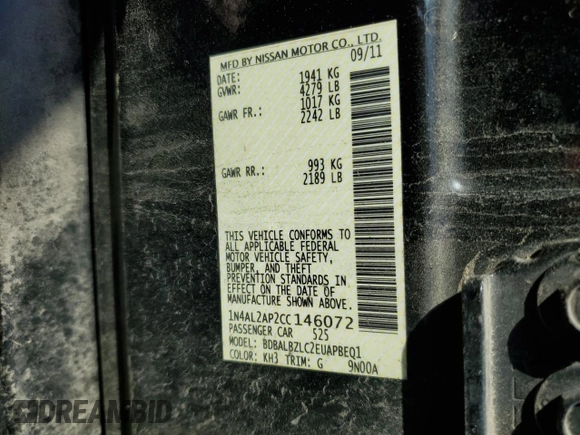 MFD BY NISSAN MOTOR CO., LTD.
DATE: 09/11
GVWR: 1941 KG
4279 LB
GAWR FR.: 1017 KG
2242 LB
GAWR RR.: 993 KG
2189 LB
THIS VEHICLE CONFORMS TO
ALL APPLICABLE FEDERAL
MOTOR VEHICLE SAFETY,
BUMPER, AND THEFT
PREVENTION STANDARDS IN
EFFECT ON THE DATE OF
MANUFACTURE SHOWN ABOVE.
1N4AL2AP2CC146072
PASSENGER CAR 525
MODEL: BDBALBZLC2EUAPBEQ1
COLOR: KH3 TRIM: G 9N00A
DREAMBID